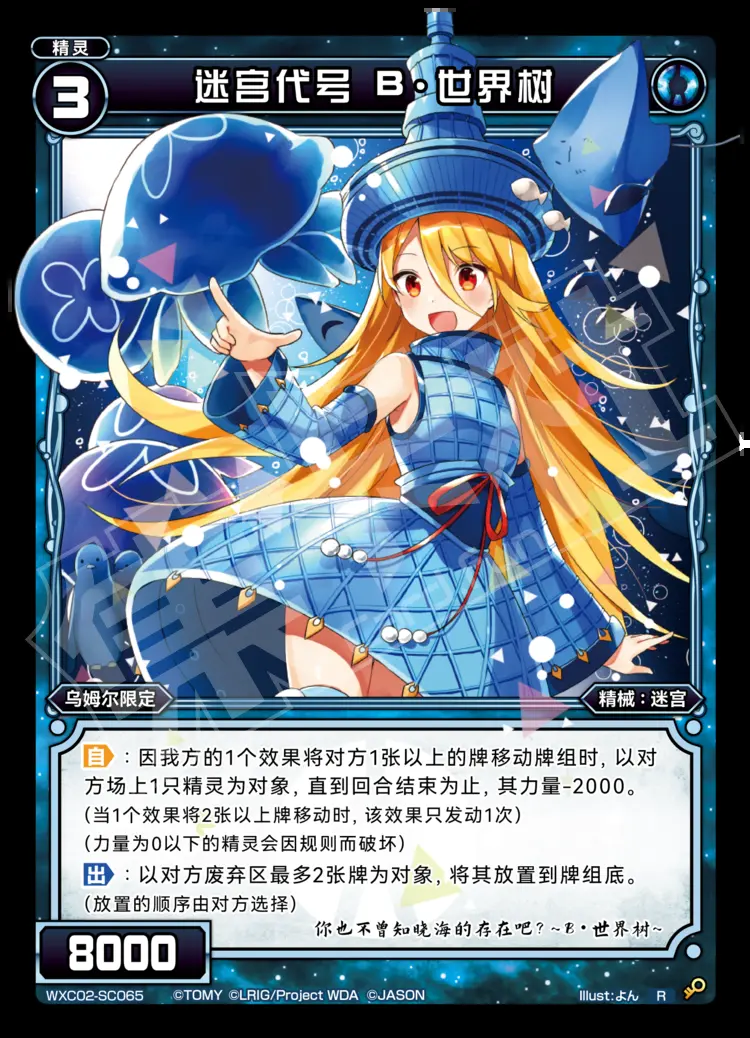 精灵
3
迷宫代号 B·世界树
乌姆尔限定
精械：迷宫
自：因我方的1个效果将对方1张以上的牌移动牌组时，以对
方场上1只精灵为对象，直到回合结束为止，其力量-2000。
(当1个效果将2张以上牌移动时，该效果只发动1次)
(力量为0以下的精灵会因规则而破坏)
出：以对方废弃区最多2张牌为对象，将其放置到牌组底。
(放置的顺序由对方选择)
你也不曾知晓海的存在吧？~B·世界树~
8000
WXC02-SC065 ©TOMY ©LRIG/Project WDA ©JASON Illust:よん R